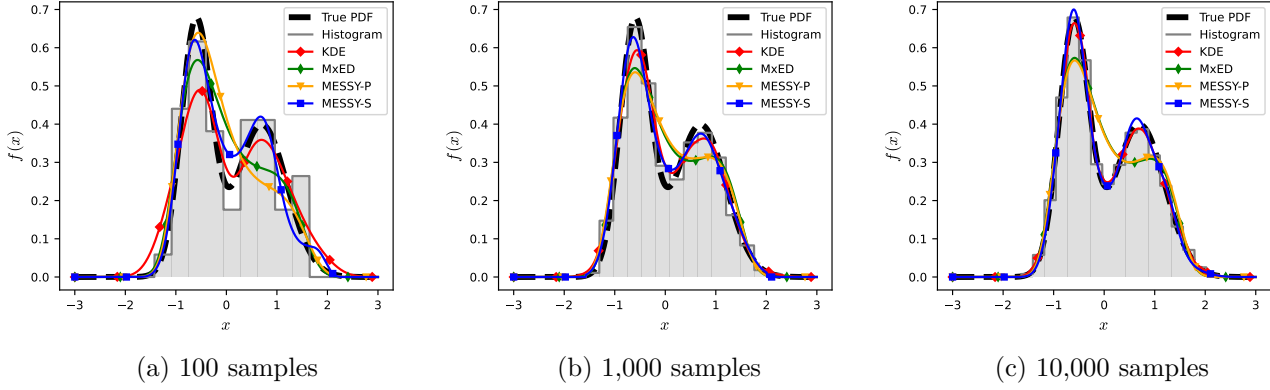 0.7
0.6
0.5
0.4
0.3
0.2
0.1
0.0
f(x)
−3 −2 −1 0 1 2 3
x
True PDF
Histogram
KDE
MxED
MESSY-P
MESSY-S
(a) 100 samples
0.7
0.6
0.5
0.4
0.3
0.2
0.1
0.0
f(x)
−3 −2 −1 0 1 2 3
x
True PDF
Histogram
KDE
MxED
MESSY-P
MESSY-S
(b) 1,000 samples
0.7
0.6
0.5
0.4
0.3
0.2
0.1
0.0
f(x)
−3 −2 −1 0 1 2 3
x
True PDF
Histogram
KDE
MxED
MESSY-P
MESSY-S
(c) 10,000 samples